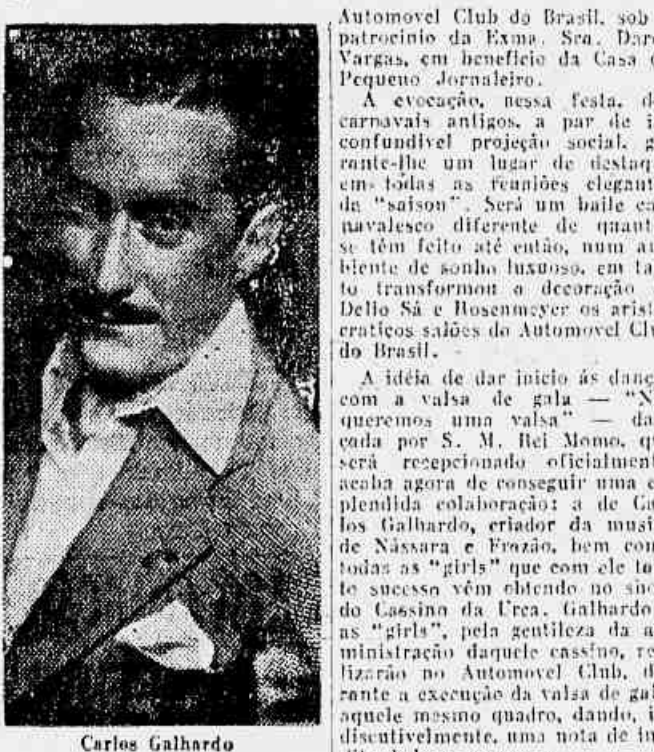 Automovel Club do Brasil. sob
patrocinio da Exma. Sra. Darc
Vargas, em beneficio da Casa d
Pequeno Jornaleiro.
A evocação, nessa festa, d
carnavais antigos, a par de i
confundivel projeção social. g
rante-lhe um lugar de destaq
em todas as reuniões elegant
da "saison". Será um baile ca
navalesco diferente de quant
se têm feito até então, num a
biente de sonho luxuoso. em ta
to transformou a decoração
Delio Sá e Rosenmeyer os arist
craticos salões do Automovel Cl
do Brasil.
A idéia de dar inicio ás dança
com a valsa de gala — "N
queremos uma valsa" — da
çada por S. M. Rei Momo, qu
será recepcionado oficialment
acaba agora de conseguir uma e
plendida colaboração: a de Ca
los Galhardo, criador da musi
de Nássara e Frazão, bem com
todas as "girls" que com ele ta
to sucesso vêm obtendo no
do Cassino da Urca. Galhardo
as "girls", pela gentileza da a
ministração daquele cassino, re
lizarão no Automovel Club, d
rante a execução da valsa de gal
aquele mesmo quadro, dando, i
discutivelmente, uma nota de
Carlos Galhardo